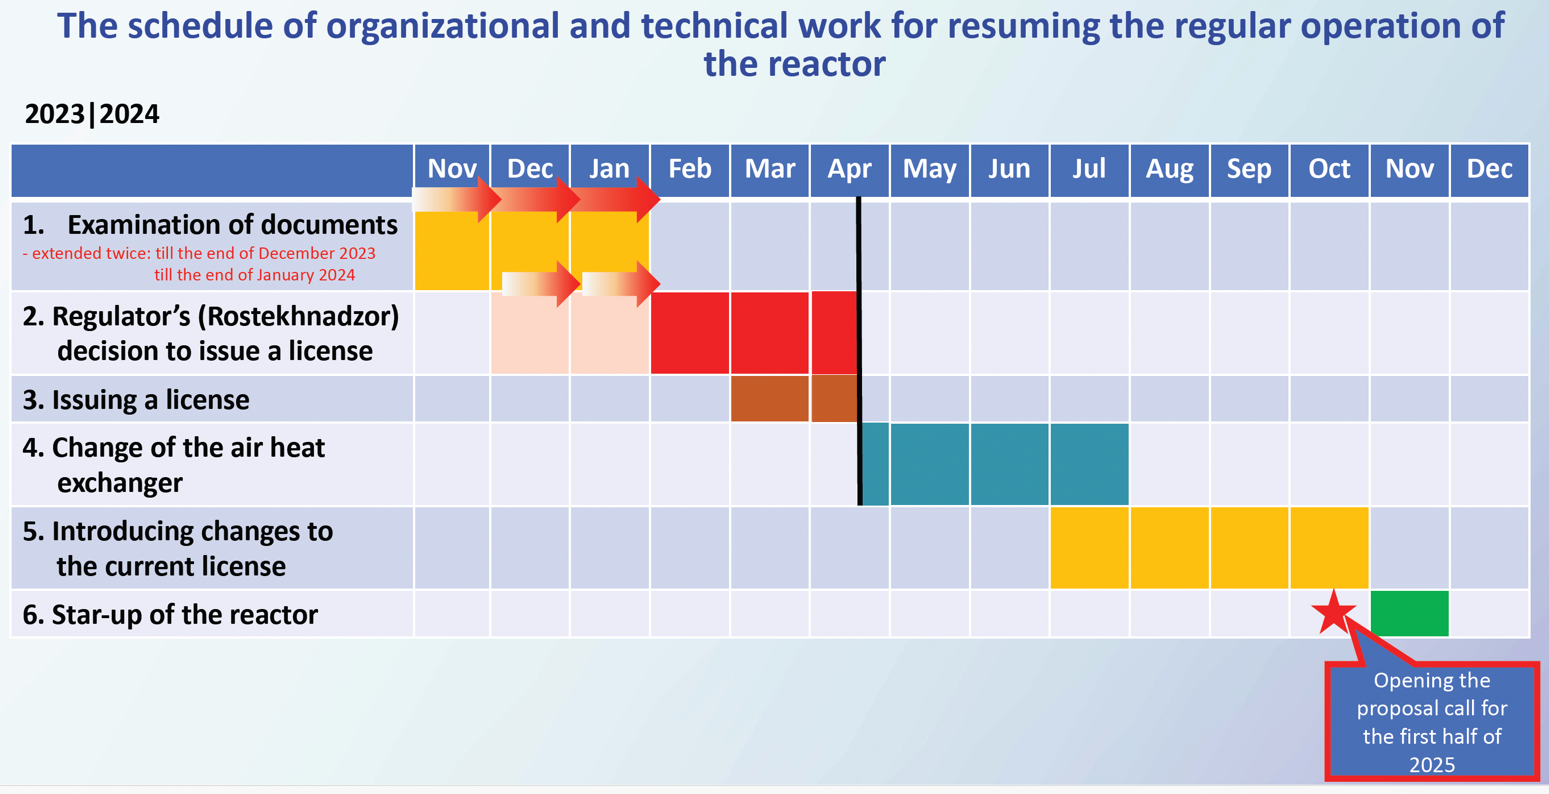 The schedule of organizational and technical work for resuming the regular operation of
the reactor
2023|2024
Nov Dec Jan Feb Mar Apr May Jun Jul Aug Sep Oct Nov Dec
1. Examination of documents
- extended twice: till the end of December 2023
till the end of January 2024
2. Regulator’s (Rostekhnadzor)
decision to issue a license
3. Issuing a license
4. Change of the air heat
exchanger
5. Introducing changes to
the current license
6. Star-up of the reactor
Opening the
proposal call for
the first half of
2025